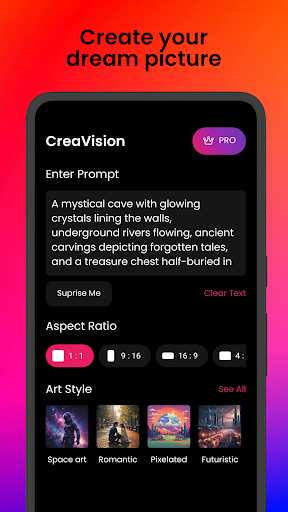 Create your
dream picture
CreaVision
PRO
Enter Prompt
A mystical cave with glowing
crystals lining the walls,
underground rivers flowing, ancient
carvings depicting forgotten tales,
and a treasure chest half-buried in
Suprise Me
Clear Text
Aspect Ratio
1 : 1
9 : 16
16 : 9
4 :
Art Style
See All
Space art
Romantic
Pixelated
Futuristic